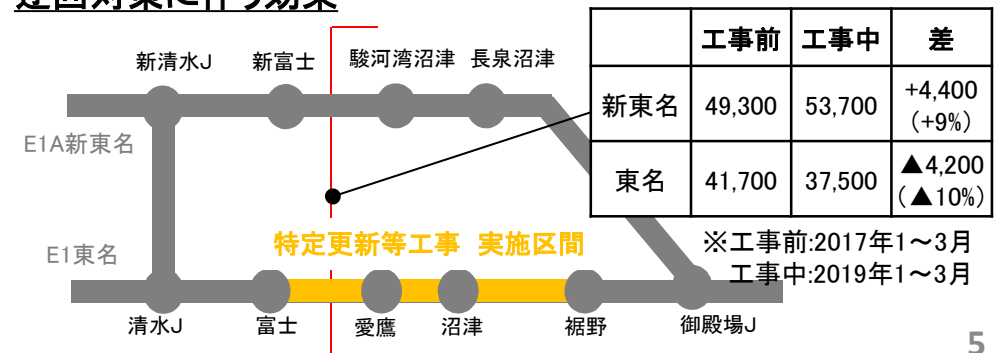 迂回対策に伴う効果
工事前 工事中 差
新東名 49,300 53,700 +4,400
(+9%)
東名 41,700 37,500 ▲4,200
(▲10%)
※工事前:2017年1～3月
工事中:2019年1～3月
新清水J 新富士 駿河湾沼津 長泉沼津
E1A新東名
特定更新等工事 実施区間
E1東名
清水J 富士 愛鷹 沼津 裾野 御殿場J
5